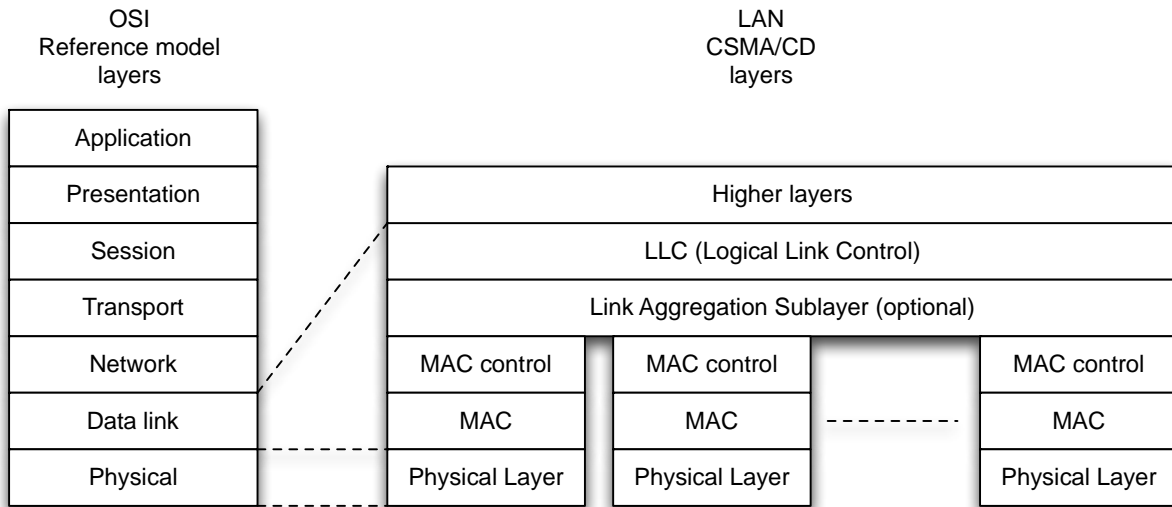 OSI
Reference model
layers
LAN
CSMA/CD
layers
Application
Presentation
Session
Transport
Network
Data link
Physical
Higher layers
LLC (Logical Link Control)
Link Aggregation Sublayer (optional)
MAC control
MAC control
MAC control
MAC
MAC
MAC
Physical Layer
Physical Layer
Physical Layer